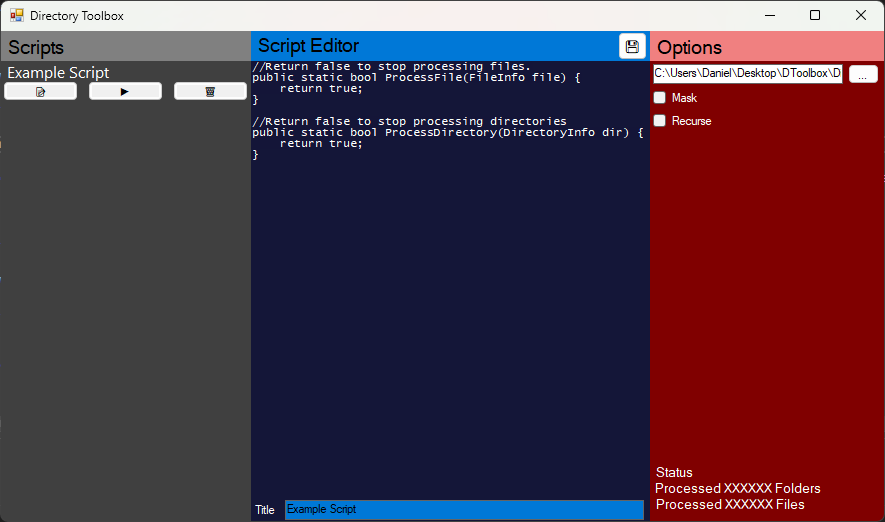 Directory Toolbox
Scripts
Example Script
Script Editor
//Return false to stop processing files.
public static bool ProcessFile(FileInfo file) {
    return true;
}

//Return false to stop processing directories
public static bool ProcessDirectory(DirectoryInfo dir) {
    return true;
}
Title
Example Script
Options
C:\Users\Daniel\Desktop\DToolbox\D
...
Mask
Recurse
Status
Processed XXXXXX Folders
Processed XXXXXX Files